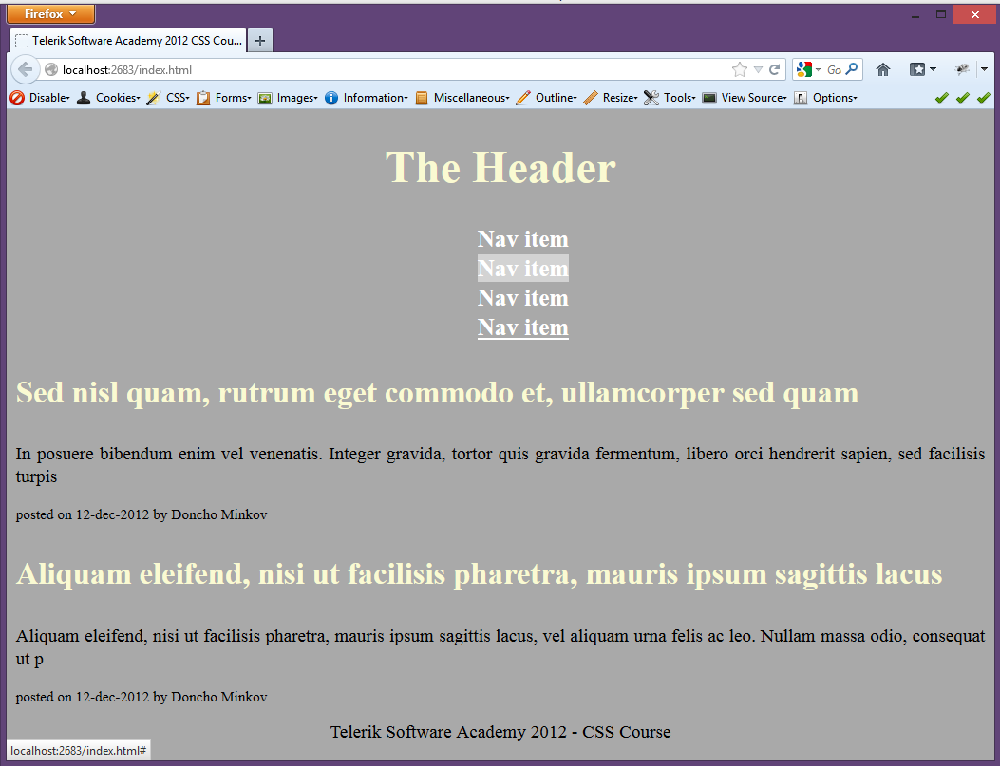 Firefox
Telerik Software Academy 2012 CSS Cou...
localhost:2683/index.html
Go
Disable Cookies CSS Forms Images Information Miscellaneous Outline Resize Tools View Source Options
The Header
Nav item
Nav item
Nav item
Nav item
Sed nisl quam, rutrum eget commodo et, ullamcorper sed quam
In posuere bibendum enim vel venenatis. Integer gravida, tortor quis gravida fermentum, libero orci hendrerit sapien, sed facilisis
turpis
posted on 12-dec-2012 by Doncho Minkov
Aliquam eleifend, nisi ut facilisis pharetra, mauris ipsum sagittis lacus
Aliquam eleifend, nisi ut facilisis pharetra, mauris ipsum sagittis lacus, vel aliquam urna felis ac leo. Nullam massa odio, consequat
ut p
posted on 12-dec-2012 by Doncho Minkov
Telerik Software Academy 2012 - CSS Course
localhost:2683/index.html#